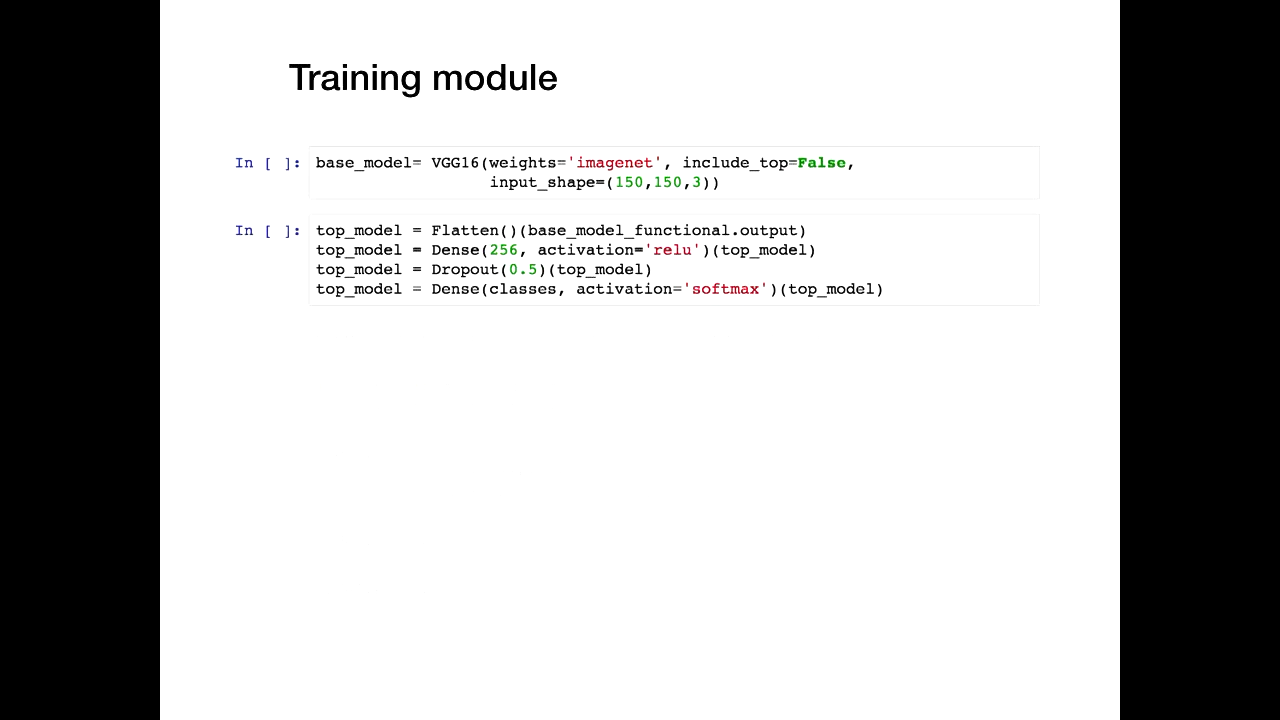 Training module
In [ ]: base_model= VGG16(weights='imagenet', include_top=False,
input_shape=(150,150,3))
In [ ]: top_model = Flatten()(base_model_functional.output)
top_model = Dense(256, activation='relu')(top_model)
top_model = Dropout(0.5)(top_model)
top_model = Dense(classes, activation='softmax')(top_model)